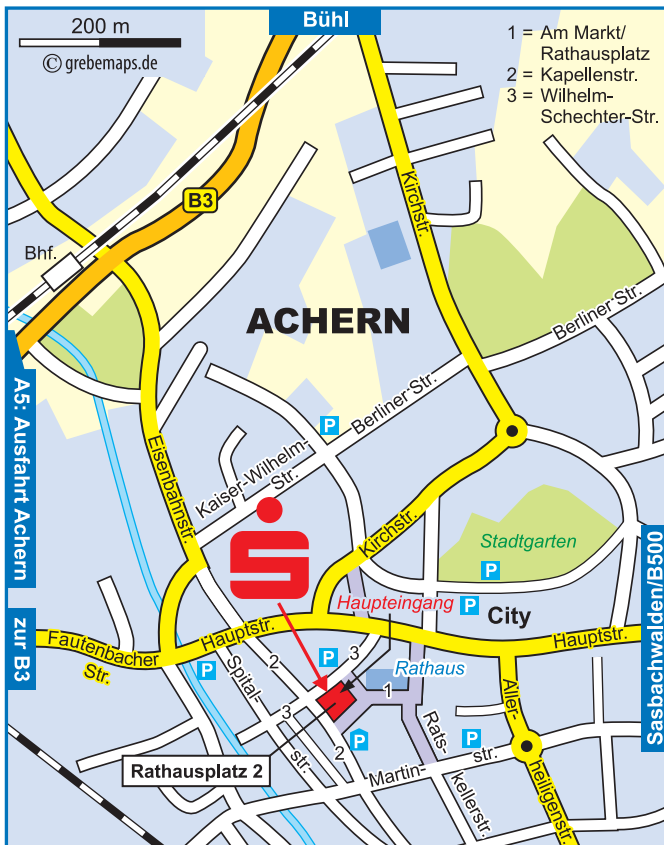 Bühl
200 m
© grebemaps.de
1 = Am Markt/
Rathausplatz
2 = Kapellenstr.
3 = Wilhelm-
Schechter-Str.
B3
Kirchstr.
Bhf.
ACHERN
Berliner Str.
A5: Ausfahrt Achern
P
Berliner Str.
Eisenbahnstr.
Kaiser-Wilhelm-
Str.
Kirchstr.
Stadtgarten
P
P
Haupteingang
City
zur B3
Fautenbacher
Str.
Hauptstr.
Hauptstr.
Sasbachwalden/B500
P
P
2
3
Rathaus
1
Spital-
str.
3
2
P
Rats-
kellerstr.
P
Aller-
heiligenstr.
Rathausplatz 2
Martin-
str.